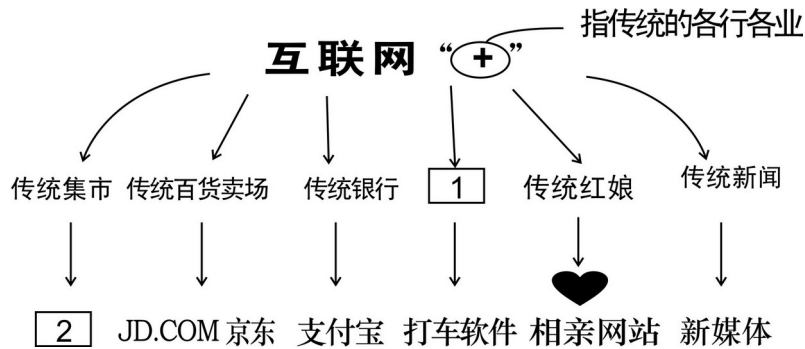 指传统的各行各业
互联网“+”
传统集市 传统百货卖场 传统银行 1 传统红娘 传统新闻
2 JD.COM 京东 支付宝 打车软件 相亲网站 新媒体